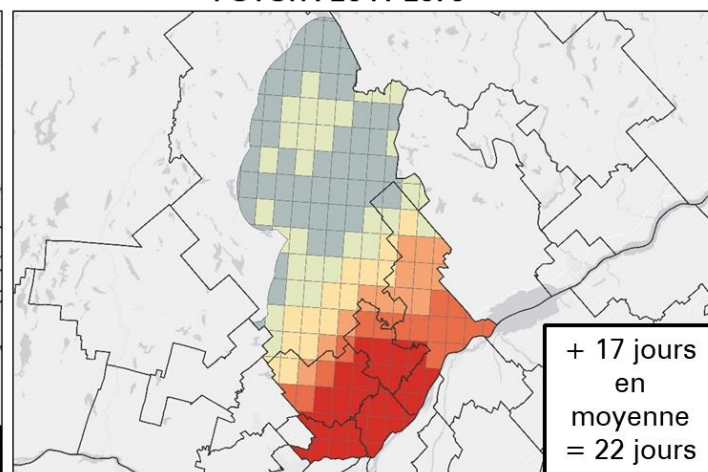 + 17 jours
en
moyenne
= 22 jours